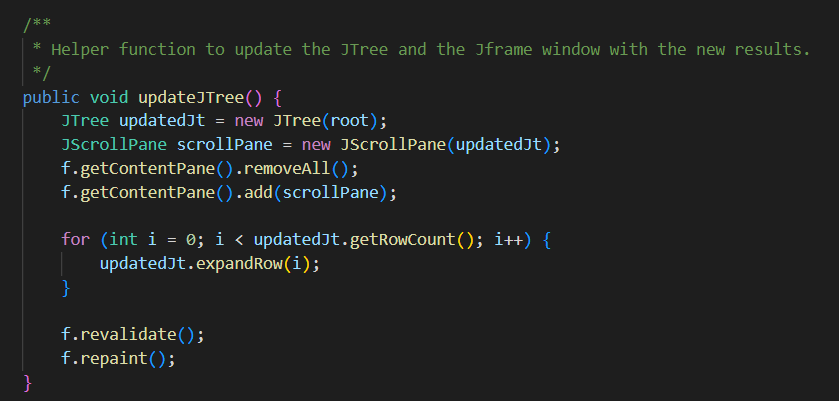 /**
 * Helper function to update the JTree and the Jframe window with the new results.
 */
public void updateJTree() {
    JTree updatedJt = new JTree(root);
    JScrollPane scrollPane = new JScrollPane(updatedJt);
    f.getContentPane().removeAll();
    f.getContentPane().add(scrollPane);

    for (int i = 0; i < updatedJt.getRowCount(); i++) {
        updatedJt.expandRow(i);
    }

    f.revalidate();
    f.repaint();
}